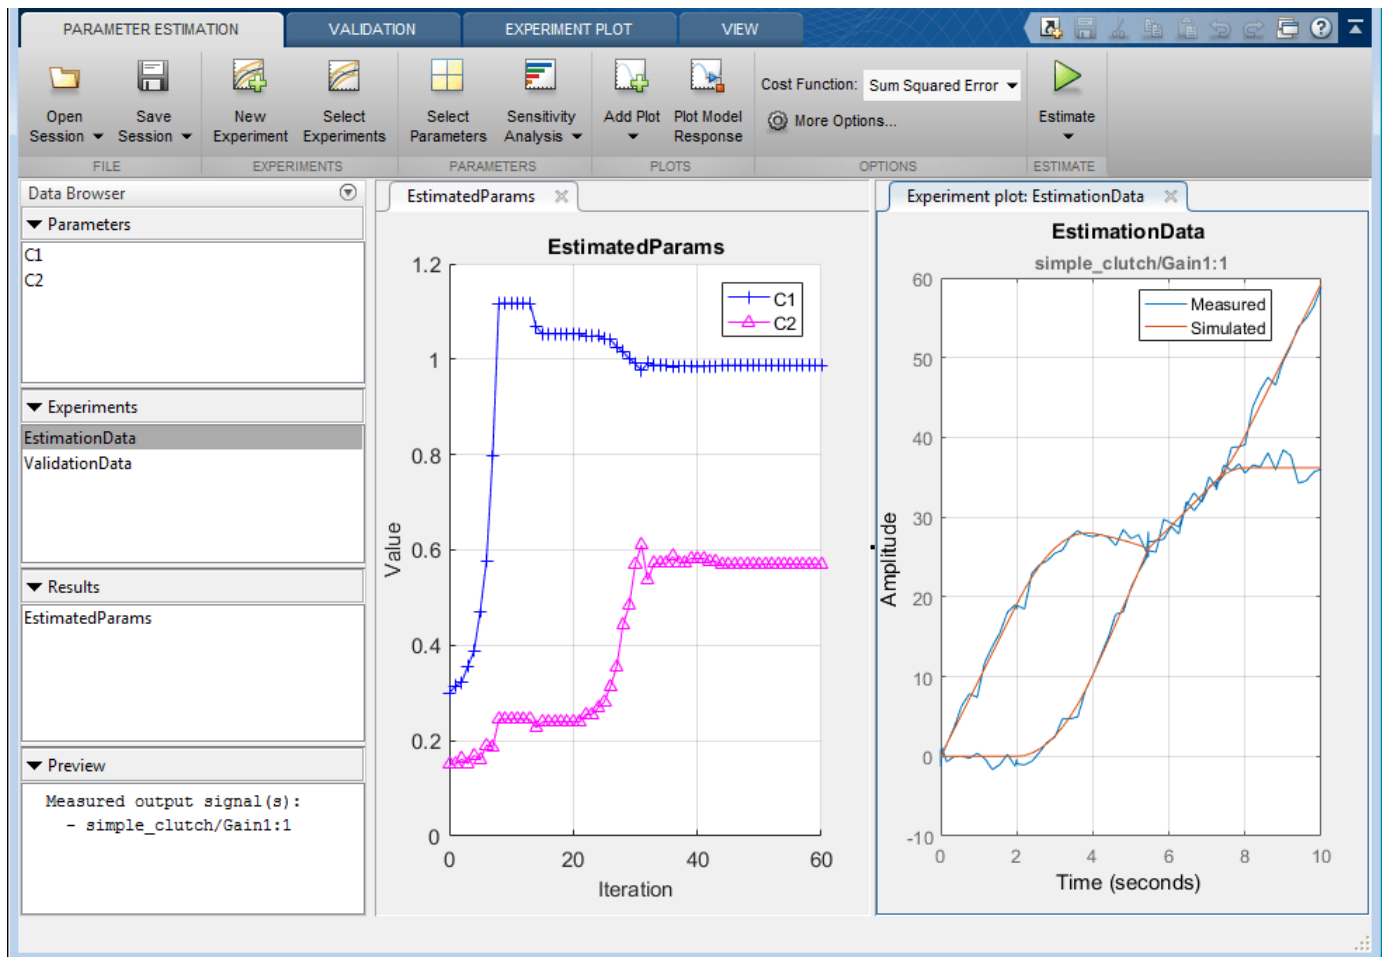 PARAMETER ESTIMATION
VALIDATION
EXPERIMENT PLOT
VIEW
Open Session
Save Session
New Experiment
Select Experiments
Select Parameters
Sensitivity Analysis
Add Plot
Plot Model Response
Cost Function: Sum Squared Error
More Options...
Estimate
FILE
EXPERIMENTS
PARAMETERS
PLOTS
OPTIONS
ESTIMATE
Data Browser
Parameters
C1
C2
Experiments
EstimationData
ValidationData
Results
EstimatedParams
Preview
Measured output signal(s):
- simple_clutch/Gain1:1
EstimatedParams
EstimatedParams
C1
C2
1.2
1
0.8
0.6
0.4
0.2
0
Value
0 20 40 60
Iteration
Experiment plot: EstimationData
EstimationData
simple_clutch/Gain1:1
Measured
Simulated
60
50
40
30
20
10
0
-10
Amplitude
0 2 4 6 8 10
Time (seconds)